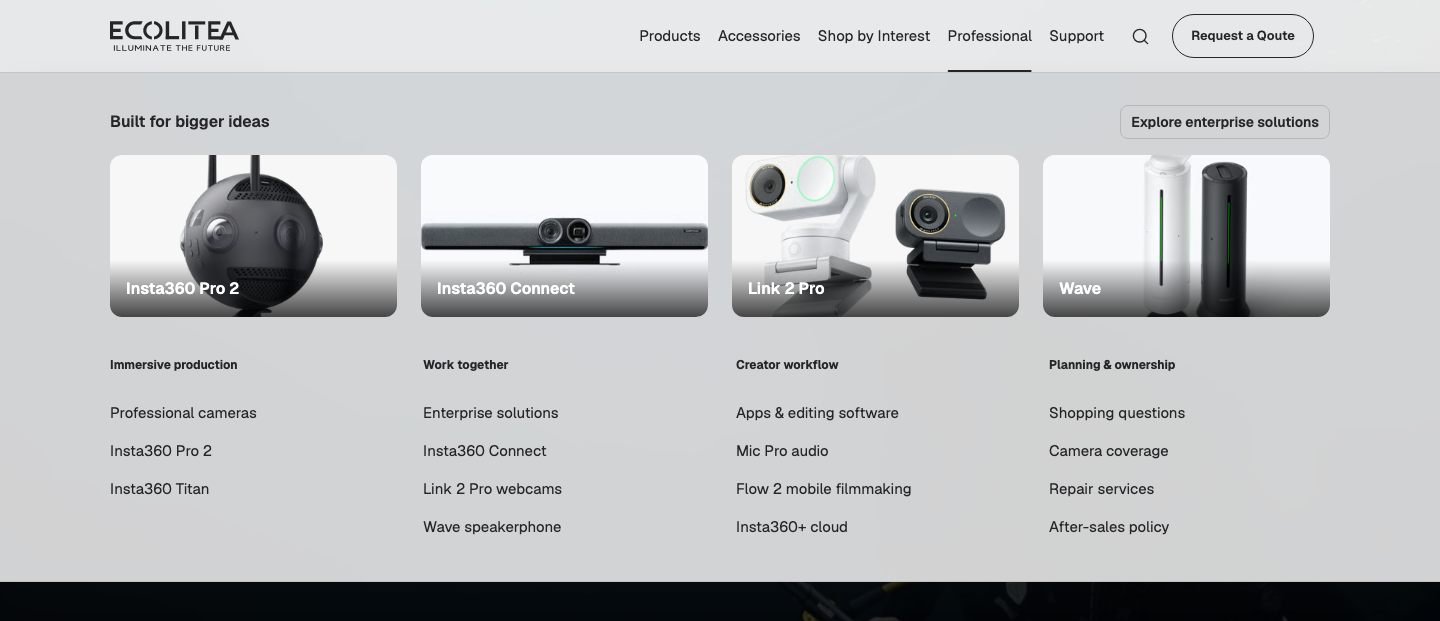 ECOLITEA
ILLUMINATE THE FUTURE
Products Accessories Shop by Interest Professional Support Request a Qoute
Built for bigger ideas
Explore enterprise solutions
Insta360 Pro 2
Insta360 Connect
Link 2 Pro
Wave
Immersive production
Professional cameras
Insta360 Pro 2
Insta360 Titan
Work together
Enterprise solutions
Insta360 Connect
Link 2 Pro webcams
Wave speakerphone
Creator workflow
Apps & editing software
Mic Pro audio
Flow 2 mobile filmmaking
Insta360+ cloud
Planning & ownership
Shopping questions
Camera coverage
Repair services
After-sales policy